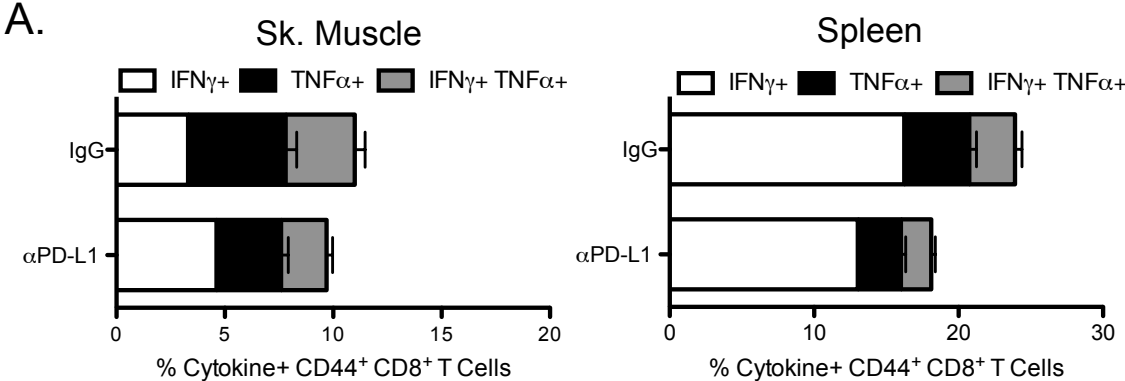 A.
Sk. Muscle
IFNγ+ TNFα+ IFNγ+ TNFα+
IgG
αPD-L1
0 5 10 15 20
% Cytokine+ CD44⁺ CD8⁺ T Cells
Spleen
IFNγ+ TNFα+ IFNγ+ TNFα+
IgG
αPD-L1
0 10 20 30
% Cytokine+ CD44⁺ CD8⁺ T Cells